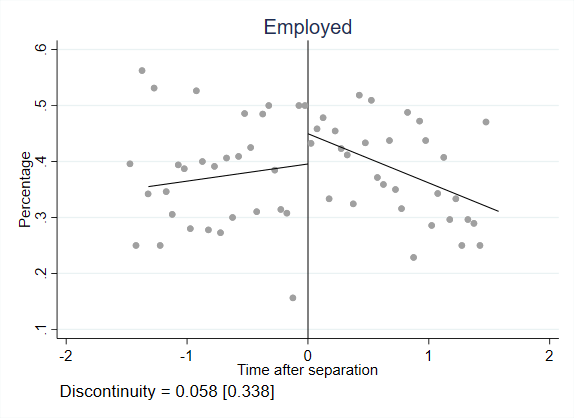 Employed
Percentage
.6
.5
.4
.3
.2
.1
-2 -1 0 1 2
Time after separation
Discontinuity = 0.058 [0.338]